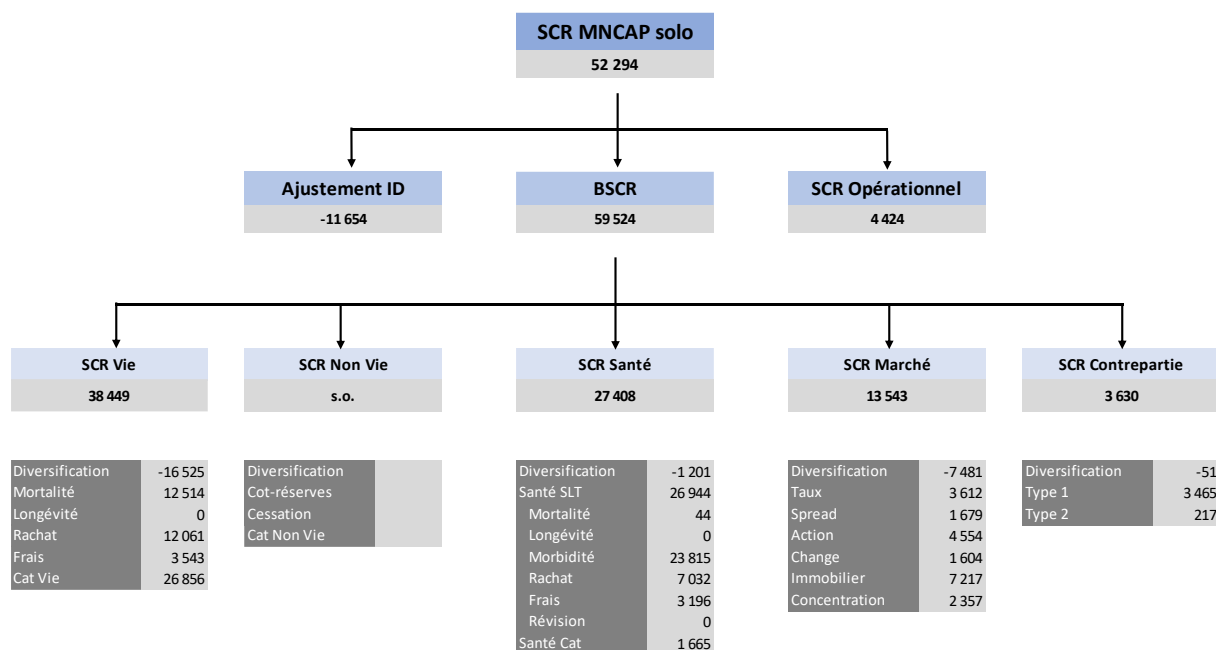 SCR MNCAP solo
52 294
Ajustement ID
-11 654
BSCR
59 524
SCR Opérationnel
4 424
SCR Vie
38 449
SCR Non Vie
s.o.
SCR Santé
27 408
SCR Marché
13 543
SCR Contrepartie
3 630
Diversification -16 525
Mortalité 12 514
Longévité 0
Rachat 12 061
Frais 3 543
Cat Vie 26 856
Diversification
Cot-réserves
Cessation
Cat Non Vie
Diversification -1 201
Santé SLT 26 944
Mortalité 44
Longévité 0
Morbidité 23 815
Rachat 7 032
Frais 3 196
Révision 0
Santé Cat 1 665
Diversification -7 481
Taux 3 612
Spread 1 679
Action 4 554
Change 1 604
Immobilier 7 217
Concentration 2 357
Diversification -51
Type 1 3 465
Type 2 217